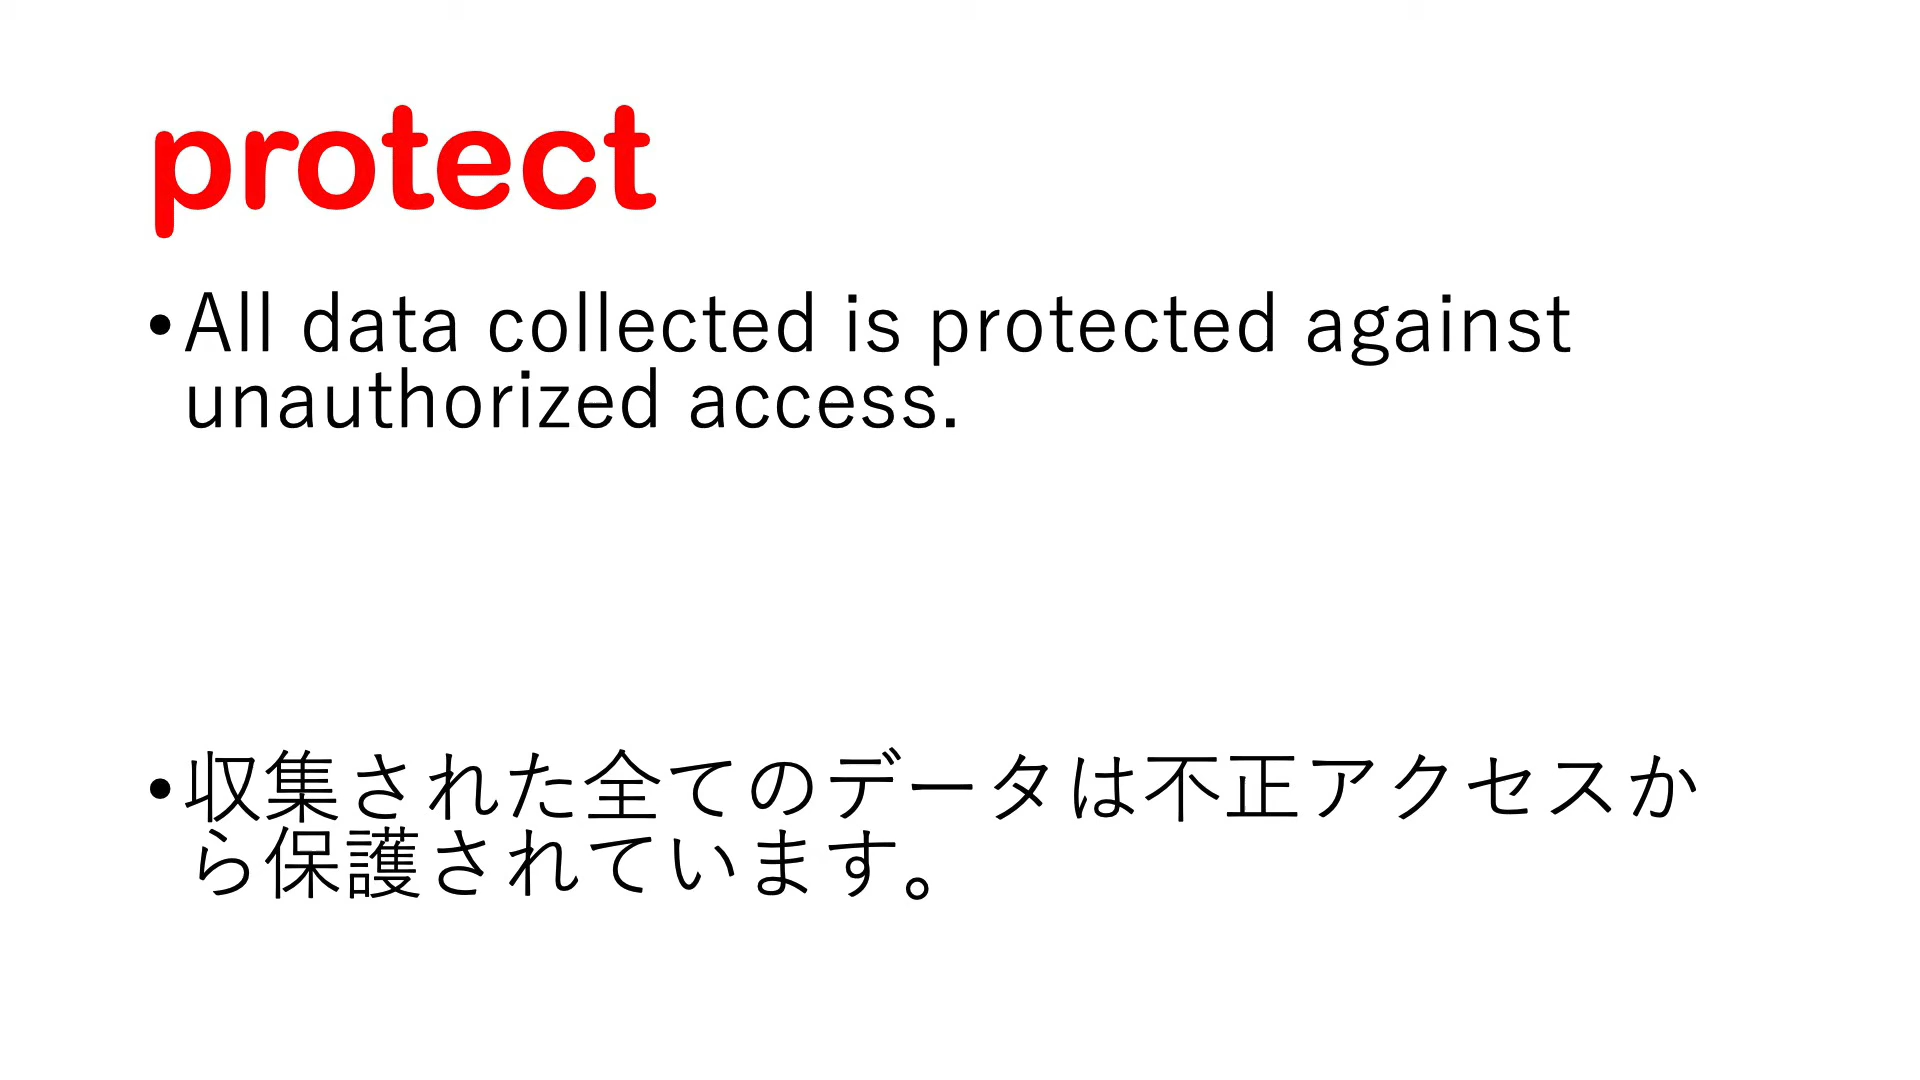 protect
•All data collected is protected against
unauthorized access.
•収集された全てのデータは不正アクセスか
ら保護されています。